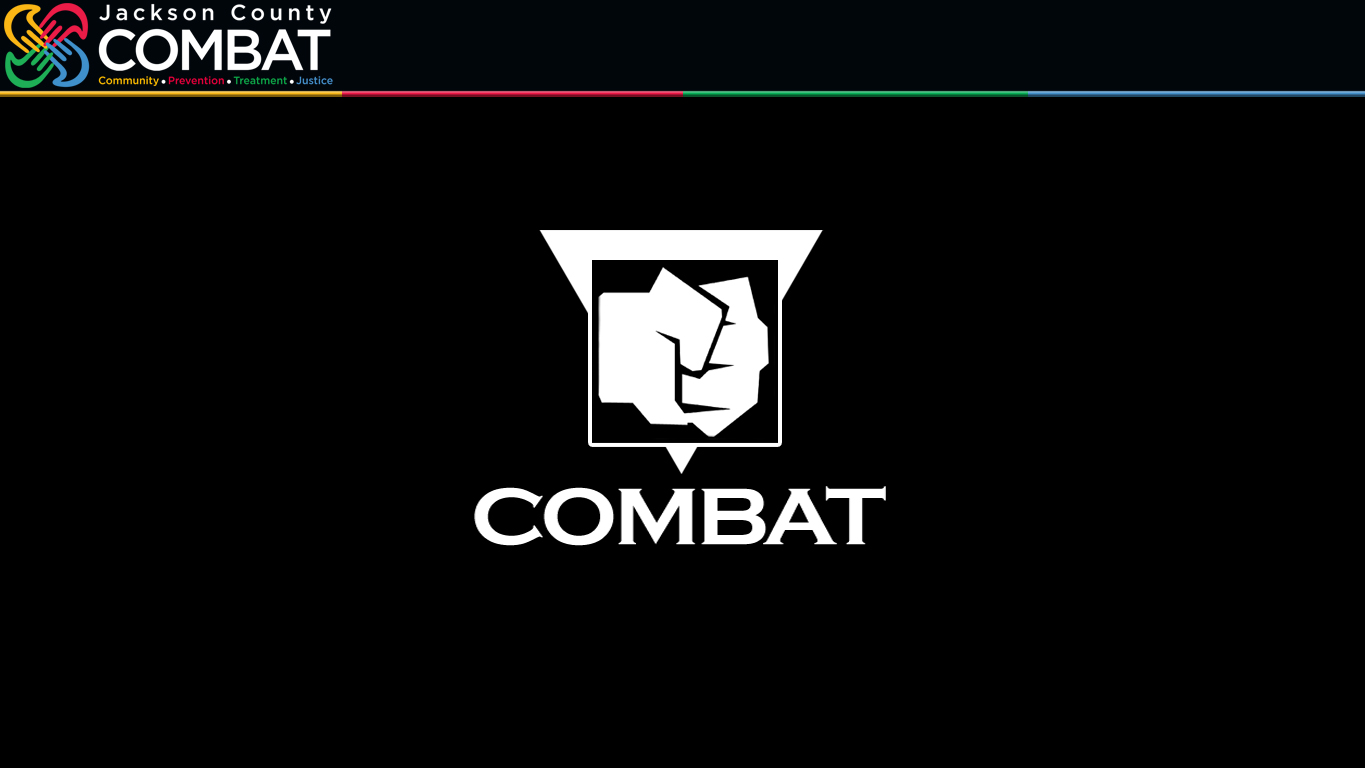 Jackson County
COMBAT
Community • Prevention • Treatment • Justice
COMBAT